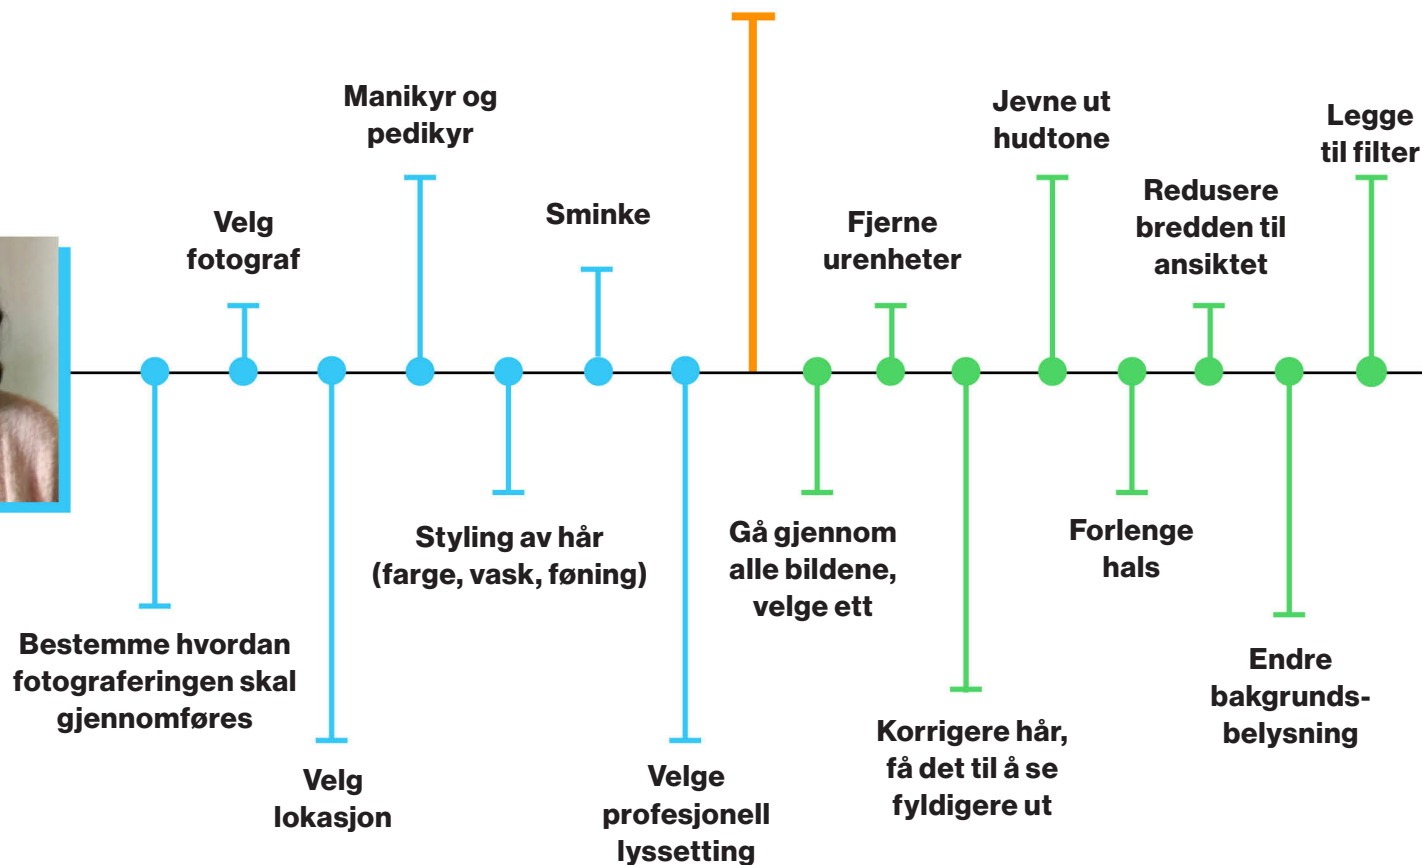 Bestemme hvordan
fotograferingen skal
gjennomføres
Velg
fotograf
Velg
lokasjon
Manikyr og
pedikyr
Styling av hår
(farge, vask, føning)
Sminke
Velge
profesjonell
lyssetting
Gå gjennom
alle bildene,
velge ett
Fjerne
urenheter
Korrigere hår,
få det til å se
fyldigere ut
Jevne ut
hudtone
Forlenge
hals
Redusere
bredden til
ansiktet
Endre
bakgrunds-
belysning
Legge
til filter